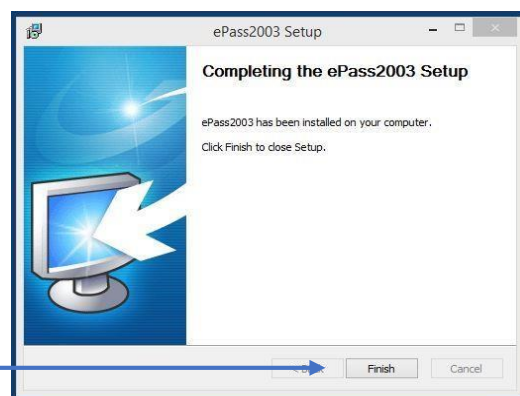 ePass2003 Setup
Completing the ePass2003 Setup
ePass2003 has been installed on your computer.
Click Finish to close Setup.
Finish
Cancel